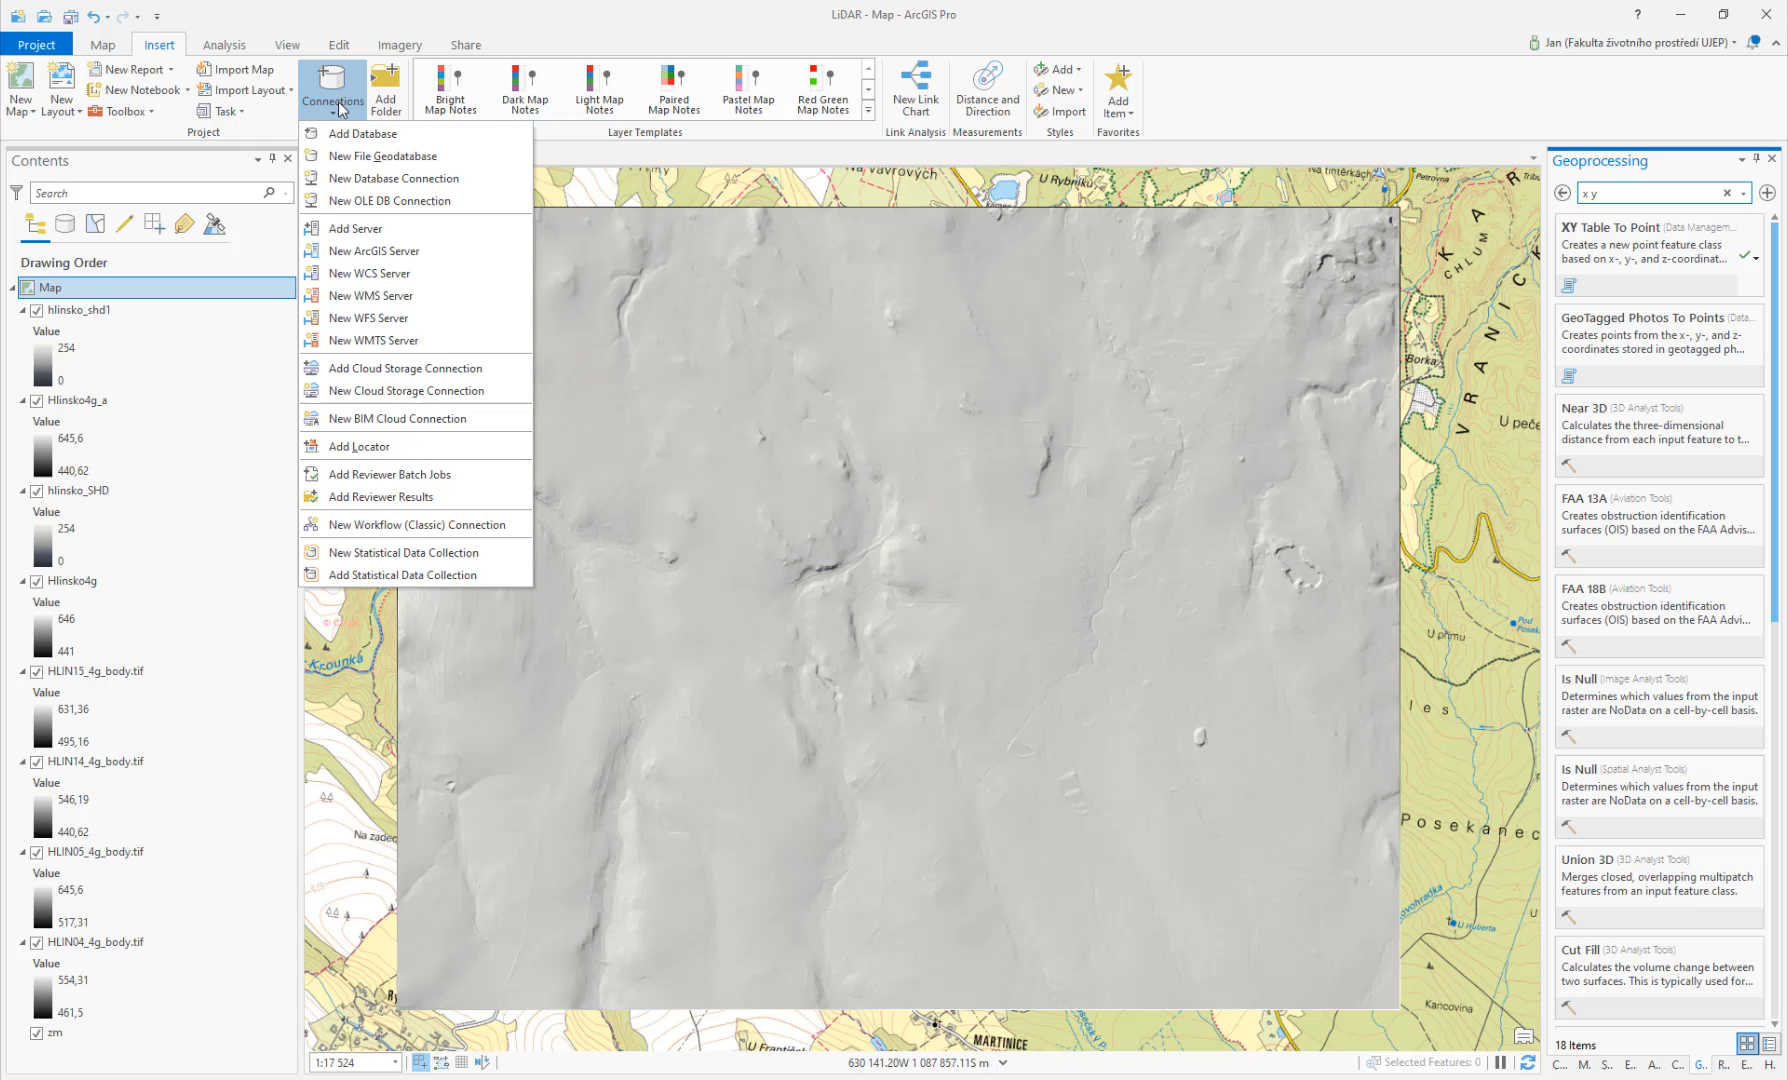 LiDAR - Map - ArcGIS Pro
?
Project
Map
Insert
Analysis
View
Edit
Imagery
Share
Jan (Fakulta životního prostředí UJEP)
New Map
New Layout
New Report
New Notebook
Toolbox
Import Map
Import Layout
Task
Project
Connections
Add Folder
Bright Map Notes
Dark Map Notes
Light Map Notes
Paired Map Notes
Pastel Map Notes
Red Green Map Notes
Layer Templates
New Link Chart
Link Analysis
Distance and Direction
Measurements
Add
New
Import
Styles
Add Item
Favorites
Add Database
New File Geodatabase
New Database Connection
New OLE DB Connection
Add Server
New ArcGIS Server
New WCS Server
New WMS Server
New WFS Server
New WMTS Server
Add Cloud Storage Connection
New Cloud Storage Connection
New BIM Cloud Connection
Add Locator
Add Reviewer Batch Jobs
Add Reviewer Results
New Workflow (Classic) Connection
New Statistical Data Collection
Add Statistical Data Collection
Contents
Search
Drawing Order
Map
hlinsko_shd1
Value
254
0
Hlinsko4g_a
Value
645,6
440,62
hlinsko_SHD
Value
254
0
Hlinsko4g
Value
646
441
HLIN15_4g_body.tif
Value
631,36
495,16
HLIN14_4g_body.tif
Value
546,19
440,62
HLIN05_4g_body.tif
Value
645,6
517,31
HLIN04_4g_body.tif
Value
554,31
461,5
zm
Na Vavrových
U Rybníku
Na tintěrkách
Petrovna
CHLUMA
VRANICK
Borka
U peče
U přímu
Pod
Posek
les
Posekanec
U Huberta
Kancovina
Krounka
Na zadec
MARTINICE
U Františk
1:17 524
630 141.20W 1 087 857.11S m
Selected Features: 0
Geoprocessing
x y
XY Table To Point (Data Managem...
Creates a new point feature class
based on x-, y-, and z-coordinat...
GeoTagged Photos To Points (Data...
Creates points from the x-, y-, and z-
coordinates stored in geotagged ph...
Near 3D (3D Analyst Tools)
Calculates the three-dimensional
distance from each input feature to t...
FAA 13A (Aviation Tools)
Creates obstruction identification
surfaces (OIS) based on the FAA Advis...
FAA 18B (Aviation Tools)
Creates obstruction identification
surfaces (OIS) based on the FAA Advi...
Is Null (Image Analyst Tools)
Determines which values from the input
raster are NoData on a cell-by-cell basis.
Is Null (Spatial Analyst Tools)
Determines which values from the input
raster are NoData on a cell-by-cell basis.
Union 3D (3D Analyst Tools)
Merges closed, overlapping multipatch
features from an input feature class.
Cut Fill (3D Analyst Tools)
Calculates the volume change between
two surfaces. This is typically used for...
18 Items
C... M. S.. E.. A.. C.. G.. R.. E.. H.